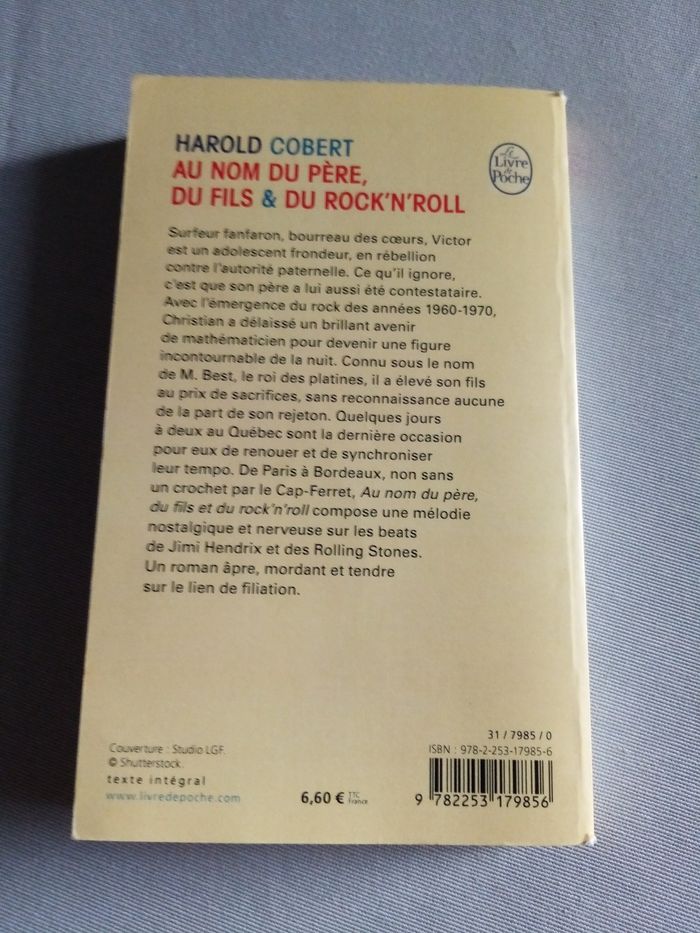 HAROLD COBERT
AU NOM DU PÈRE,
DU FILS & DU ROCK'N'ROLL
Le
Livre
de
Poche
Surfeur fanfaron, bourreau des cœurs, Victor
est un adolescent frondeur, en rébellion
contre l'autorité paternelle. Ce qu'il ignore,
c'est que son père a lui aussi été contestataire.
Avec l'émergence du rock des années 1960-1970,
Christian a délaissé un brillant avenir
de mathématicien pour devenir une figure
incontournable de la nuit. Connu sous le nom
de M. Best, le roi des platines, il a élevé son fils
au prix de sacrifices, sans reconnaissance aucune
de la part de son rejeton. Quelques jours
à deux au Québec sont la dernière occasion
pour eux de renouer et de synchroniser
leur tempo. De Paris à Bordeaux, non sans
un crochet par le Cap-Ferret, Au nom du père,
du fils et du rock'n'roll compose une mélodie
nostalgique et nerveuse sur les beats
de Jimi Hendrix et des Rolling Stones.
Un roman âpre, mordant et tendre
sur le lien de filiation.
Couverture : Studio LGF.
© Shutterstock.
texte intégral
www.livredepoche.com
6,60 € TTC
France
31 / 7985 / 0
ISBN : 978-2-253-17985-6
9 782253 179856